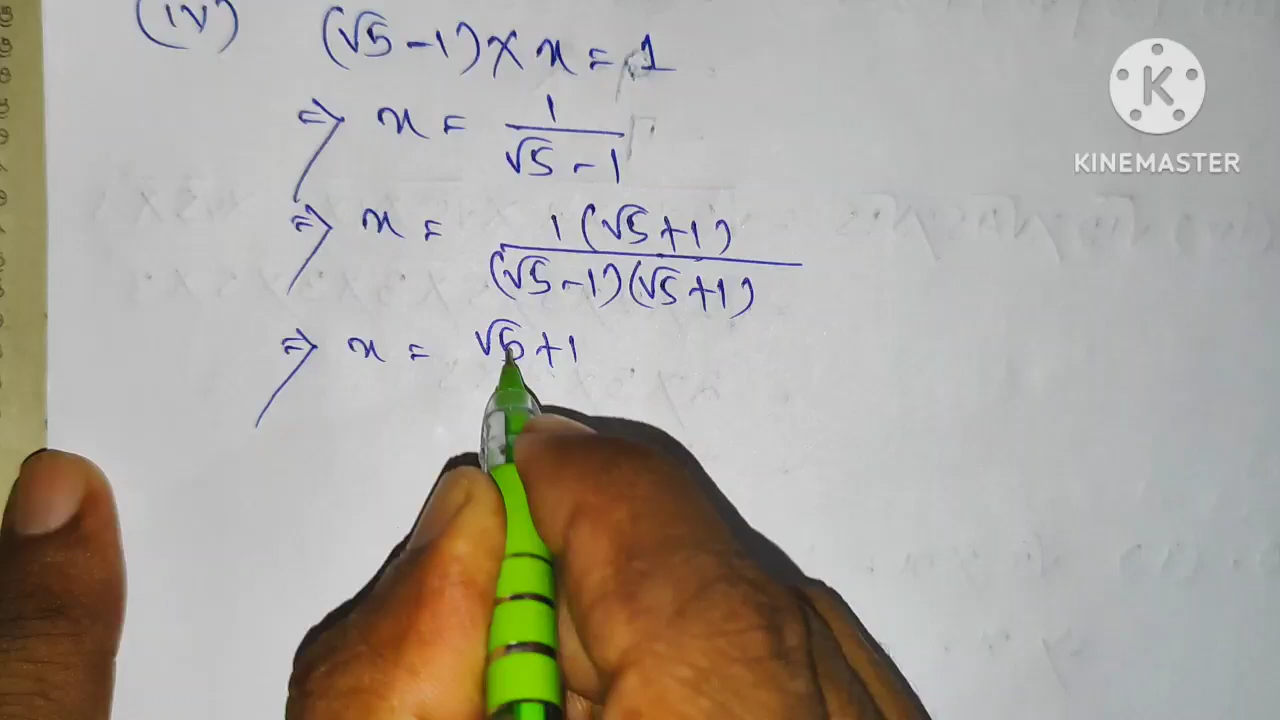 (iv) (√5-1)×x=1
⇒ x = 1/(√5-1)
⇒ x = 1(√5+1)/((√5-1)(√5+1))
⇒ x = √5+1
K
KINEMASTER